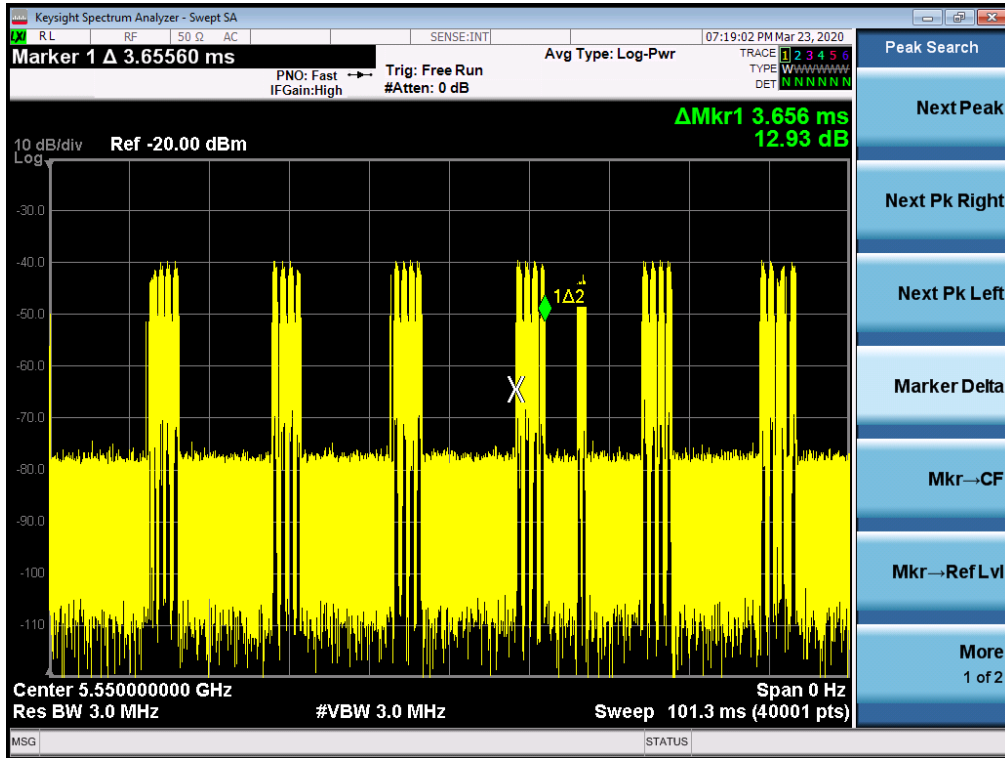 Keysight Spectrum Analyzer - Swept SA
LXI RL RF 50 Ω AC SENSE:INT 07:19:02 PM Mar 23, 2020
Marker 1 Δ 3.65560 ms
PNO: Fast
IFGain:High
Trig: Free Run
#Atten: 0 dB
Avg Type: Log-Pwr
TRACE 1 2 3 4 5 6
TYPE WWWWWW
DET N N N N N N
ΔMkr1 3.656 ms
12.93 dB
10 dB/div Ref -20.00 dBm
Log
-30.0
-40.0
-50.0
-60.0
-70.0
-80.0
-90.0
-100
-110
1Δ2
X
Center 5.550000000 GHz
Span 0 Hz
Res BW 3.0 MHz
#VBW 3.0 MHz
Sweep 101.3 ms (40001 pts)
MSG
STATUS
Peak Search
Next Peak
Next Pk Right
Next Pk Left
Marker Delta
Mkr→CF
Mkr→Ref Lvl
More
1 of 2